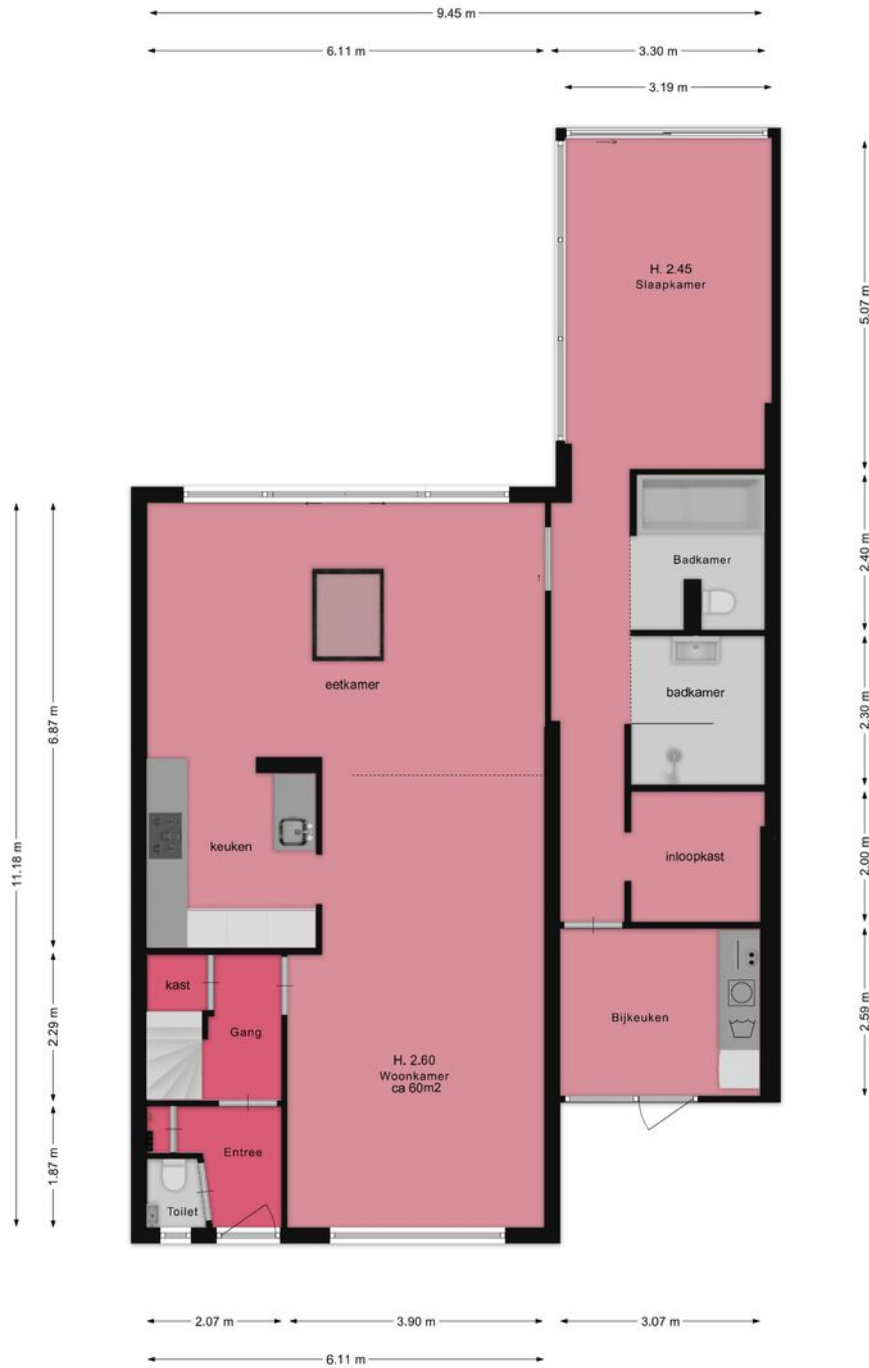 9.45 m
6.11 m
3.30 m
3.19 m
H. 2.45
Slaapkamer
5.07 m
Badkamer
2.40 m
eetkamer
badkamer
2.30 m
6.87 m
11.18 m
keuken
inloopkast
2.00 m
kast
Gang
2.29 m
Bijkeuken
2.59 m
H. 2.60
Woonkamer
ca 60m2
Entree
1.87 m
Toilet
2.07 m
3.90 m
3.07 m
6.11 m